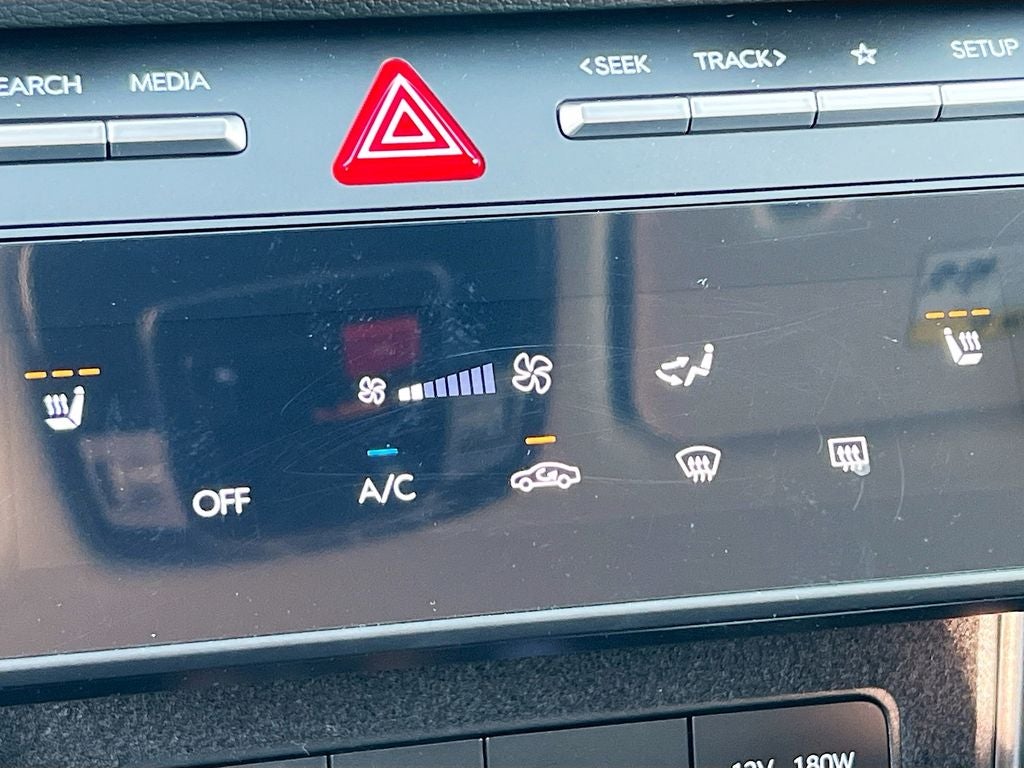 EARCH MEDIA <SEEK TRACK> ☆ SETUP
OFF A/C
12V 180W